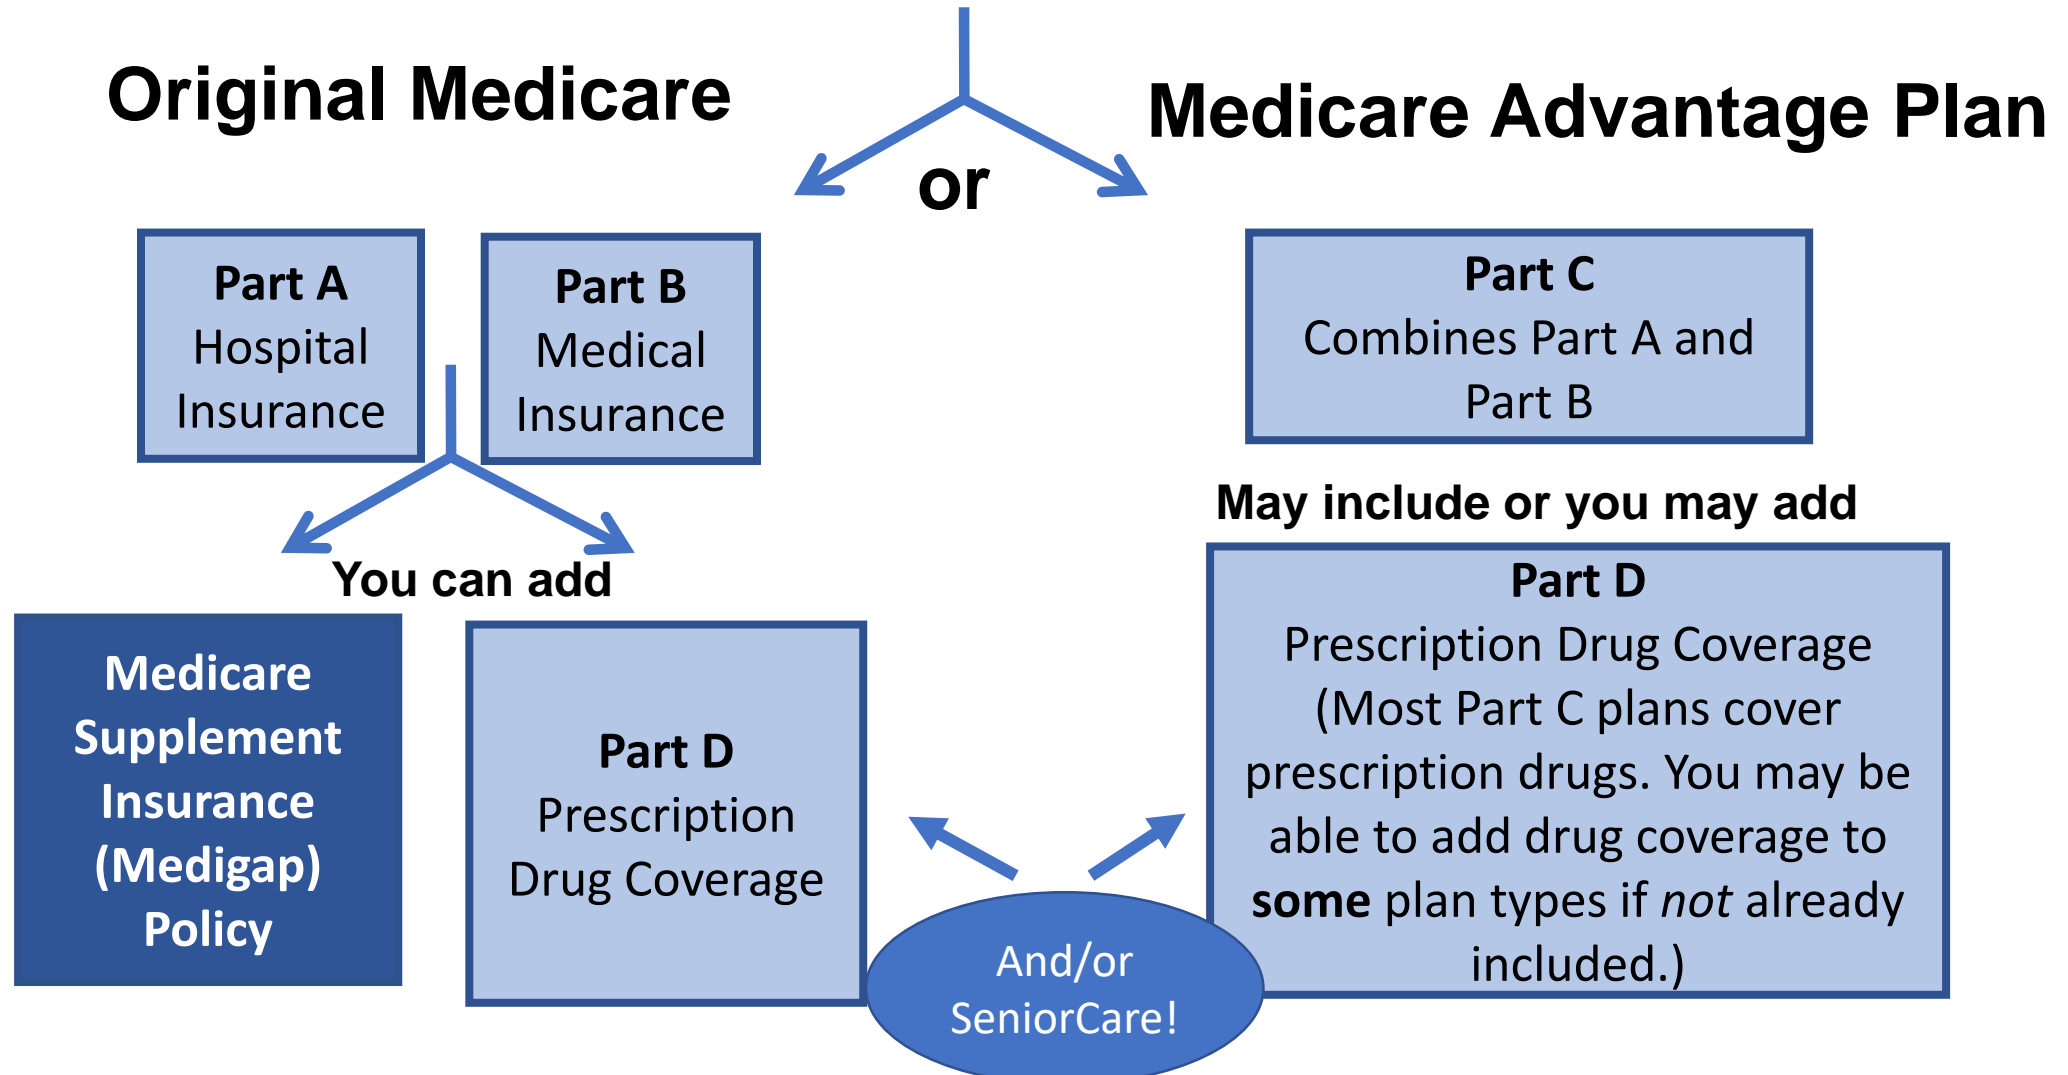 Original Medicare
or
Medicare Advantage Plan
Part A
Hospital
Insurance
Part B
Medical
Insurance
You can add
Medicare
Supplement
Insurance
(Medigap)
Policy
Part D
Prescription
Drug Coverage
Part C
Combines Part A and
Part B
May include or you may add
Part D
Prescription Drug Coverage
(Most Part C plans cover
prescription drugs. You may be
able to add drug coverage to
some plan types if not already
included.)
And/or
SeniorCare!